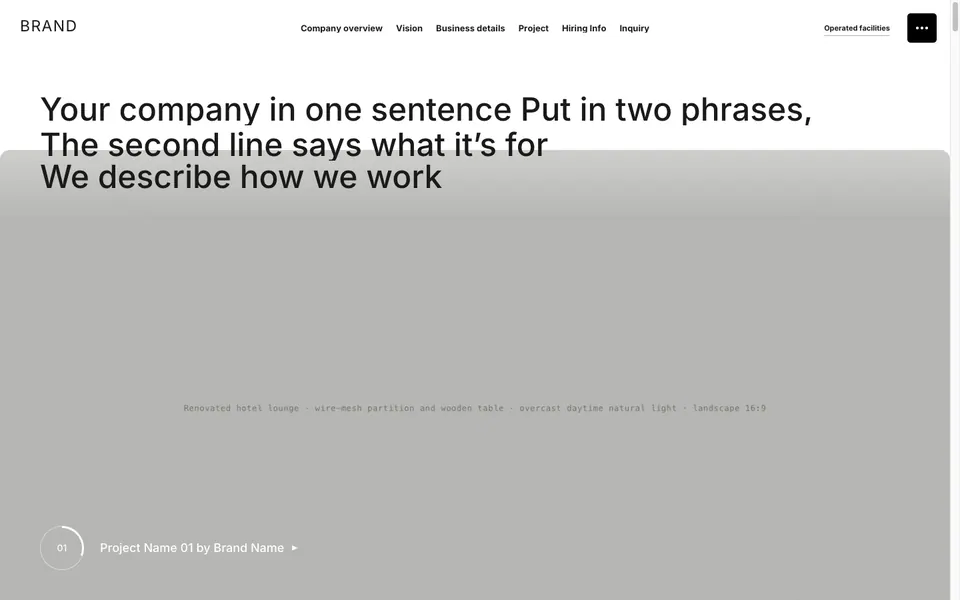 BRAND
Company overview Vision Business details Project Hiring Info Inquiry
Operated facilities
Your company in one sentence Put in two phrases,
The second line says what it’s for
We describe how we work
Renovated hotel lounge · wire-mesh partition and wooden table · overcast daytime natural light · landscape 16:9
01
Project Name 01 by Brand Name